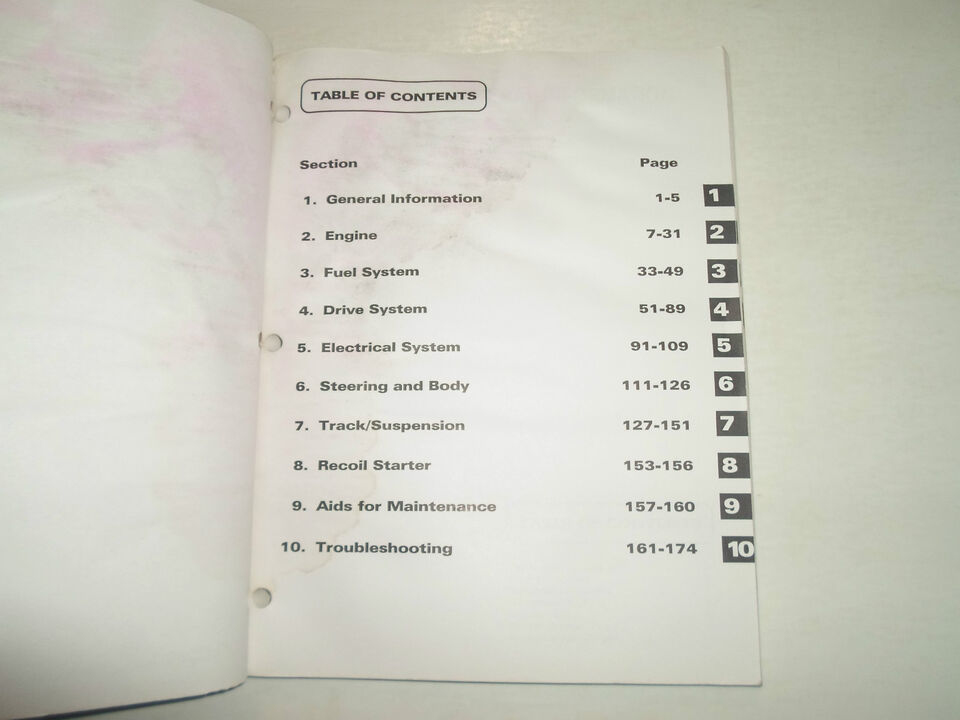 TABLE OF CONTENTS
Section Page
1. General Information 1-5 1
2. Engine 7-31 2
3. Fuel System 33-49 3
4. Drive System 51-89 4
5. Electrical System 91-109 5
6. Steering and Body 111-126 6
7. Track/Suspension 127-151 7
8. Recoil Starter 153-156 8
9. Aids for Maintenance 157-160 9
10. Troubleshooting 161-174 10